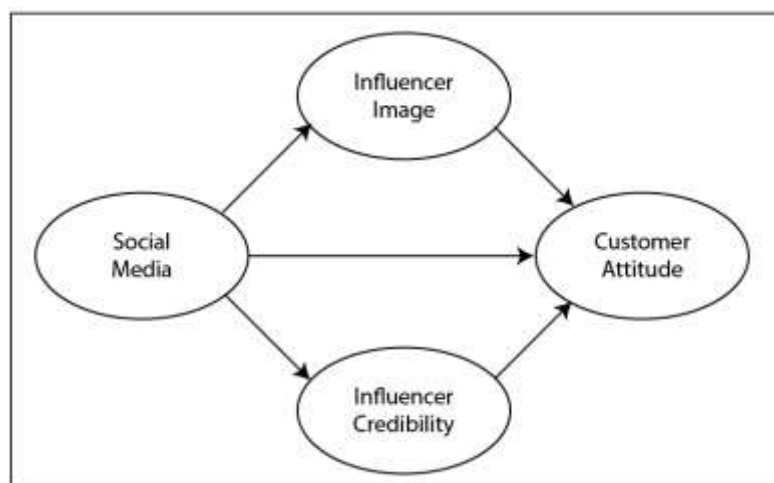 Influencer
Image
Social
Media
Customer
Attitude
Influencer
Credibility